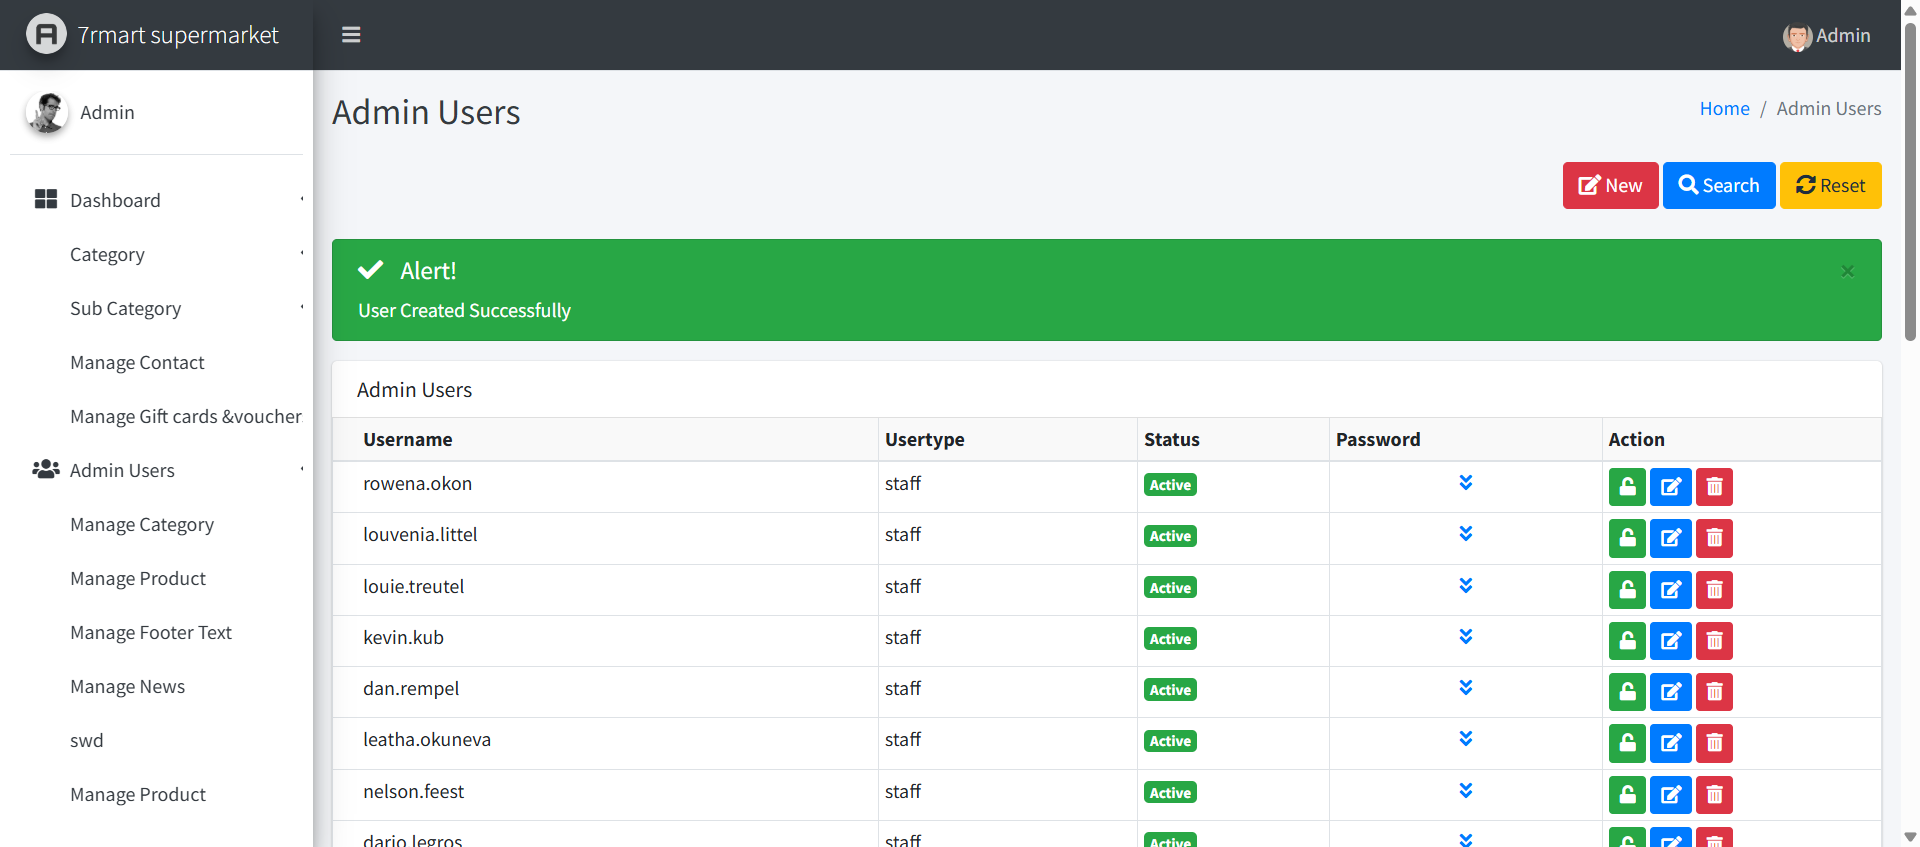 7rmart supermarket
Admin
Admin
Admin Users
Home / Admin Users
New
Search
Reset
Alert!
×
User Created Successfully
Dashboard
Category
Sub Category
Manage Contact
Manage Gift cards &voucher
Admin Users
Manage Category
Manage Product
Manage Footer Text
Manage News
swd
Manage Product
Admin Users
Username Usertype Status Password Action
rowena.okon staff Active
louvenia.littel staff Active
louie.treutel staff Active
kevin.kub staff Active
dan.rempel staff Active
leatha.okuneva staff Active
nelson.feest staff Active
dario.legros staff Active